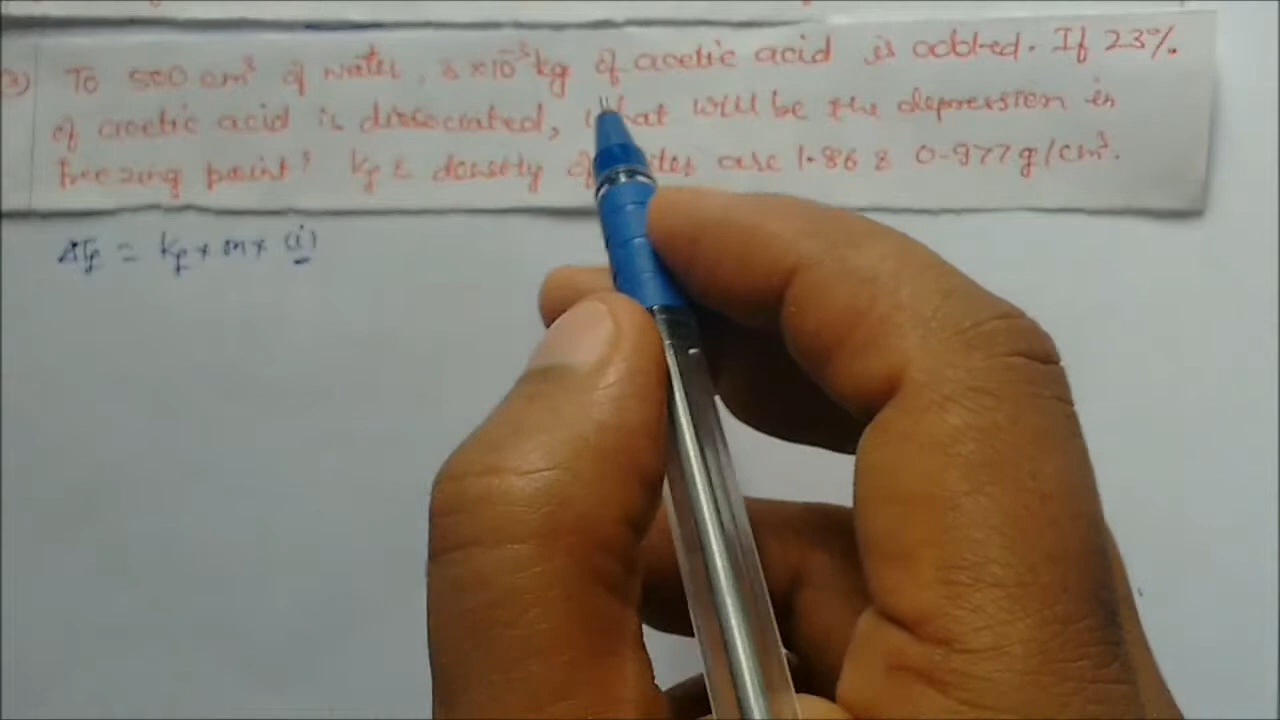 3) To 500 cm³ of water, 3×10⁻³ kg of acetic acid is added. If 23%
of acetic acid is dissociated, what will be the depression in
freezing point? Kf & density of are 1.86 & 0.977 g/cm³.
ΔTf = Kf × m × (i)